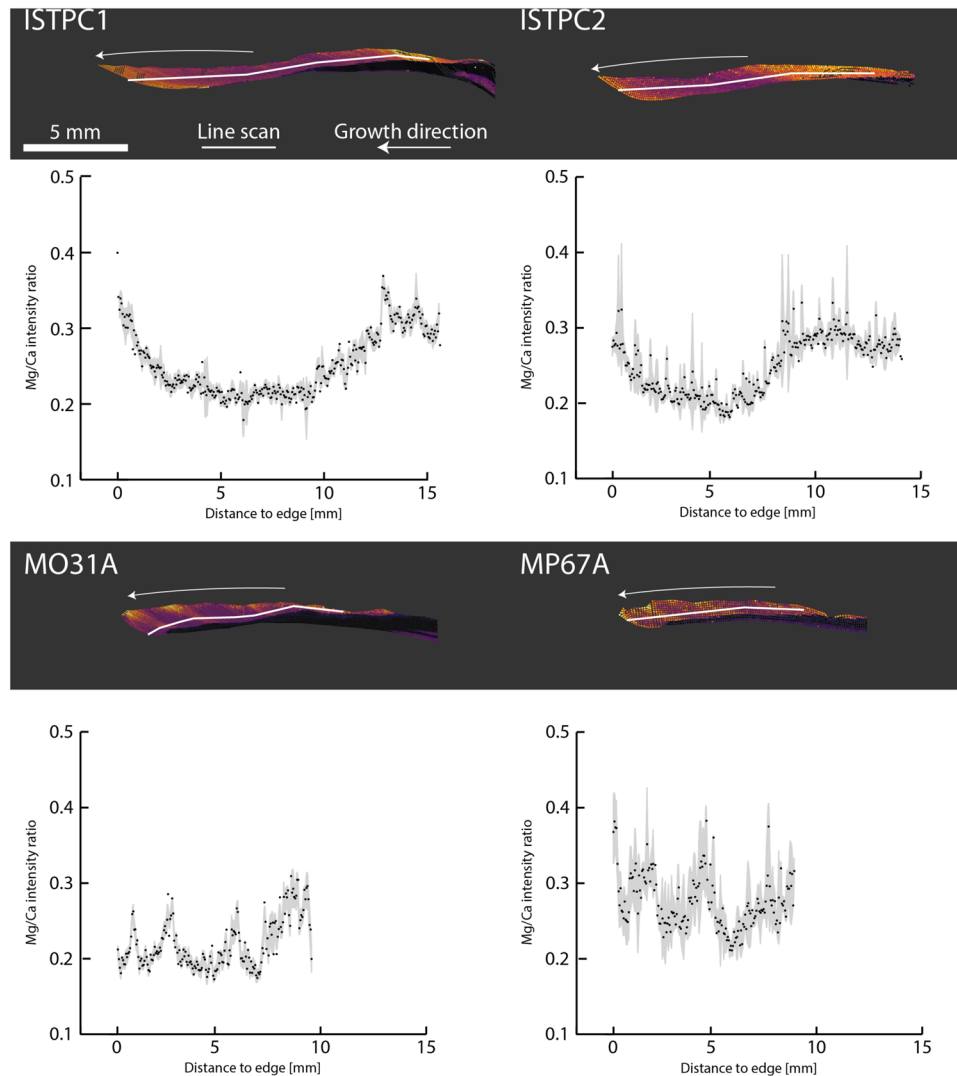 ISTPC1
ISTPC2
5 mm
Line scan
Growth direction
0.5
0.4
0.3
0.2
0.1
Mg/Ca intensity ratio
0
5
10
15
Distance to edge [mm]
0.5
0.4
0.3
0.2
0.1
Mg/Ca intensity ratio
0
5
10
15
Distance to edge [mm]
MO31A
MP67A
0.5
0.4
0.3
0.2
0.1
Mg/Ca intensity ratio
0
5
10
15
Distance to edge [mm]
0.5
0.4
0.3
0.2
0.1
Mg/Ca intensity ratio
0
5
10
15
Distance to edge [mm]